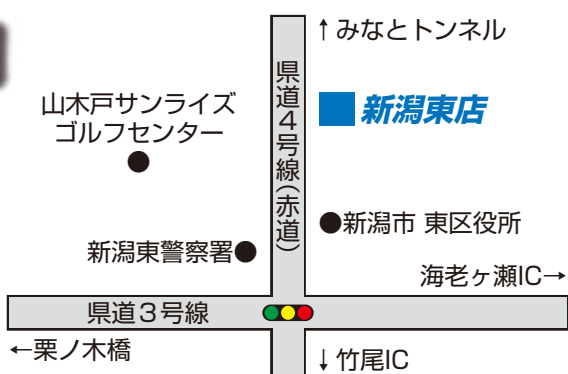 ↑みなとトンネル
県道4号線(赤道)
新潟東店
山木戸サンライズ
ゴルフセンター
●
●新潟市 東区役所
新潟東警察署●
海老ヶ瀬IC→
県道3号線
←栗ノ木橋
↓竹尾IC